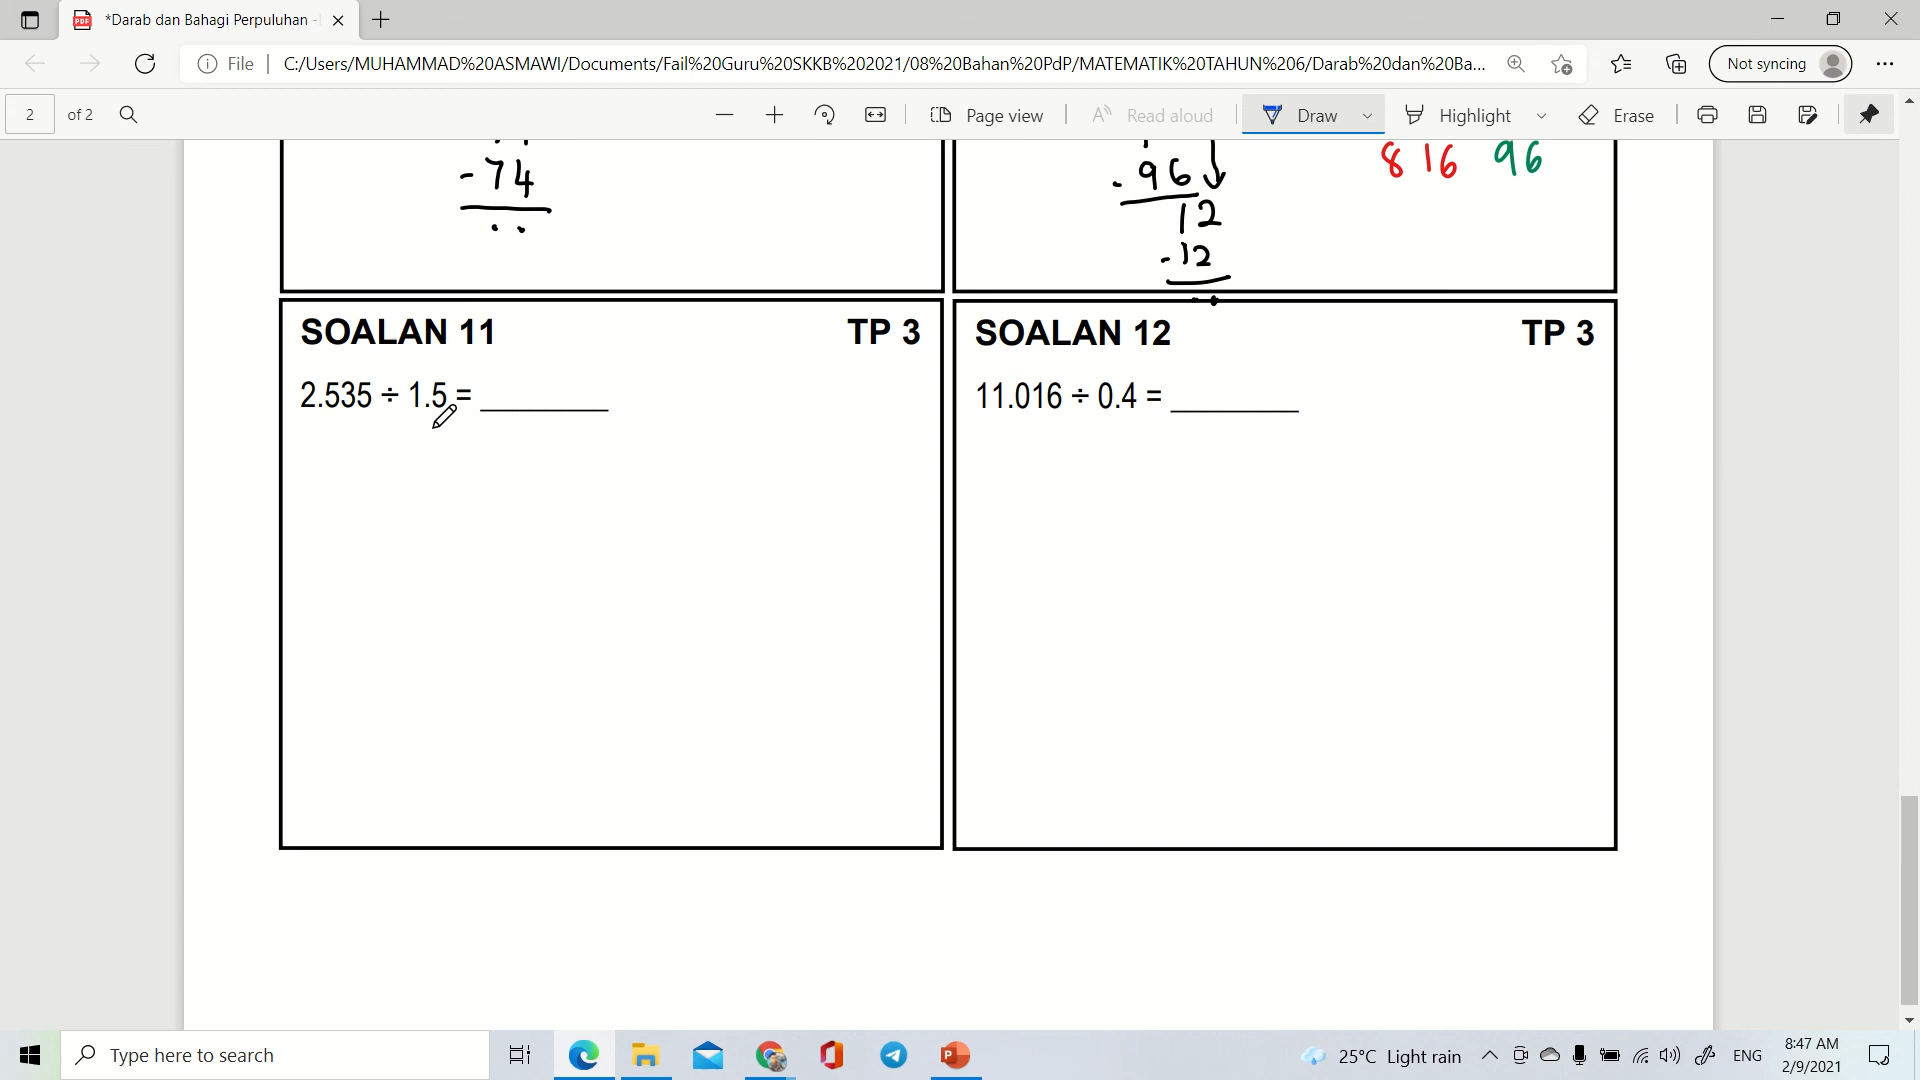 *Darab dan Bahagi Perpuluhan -
File
C:/Users/MUHAMMAD%20ASMAWI/Documents/Fail%20Guru%20SKKB%202021/08%20Bahan%20PdP/MATEMATIK%20TAHUN%206/Darab%20dan%20Ba...
Not syncing
2 of 2
Page view
Read aloud
Draw
Highlight
Erase
- 74
- 96
12
- 12
8 16 96
SOALAN 11 TP 3
2.535 ÷ 1.5 = ________
SOALAN 12 TP 3
11.016 ÷ 0.4 = ________
Type here to search
25°C Light rain
ENG
8:47 AM
2/9/2021